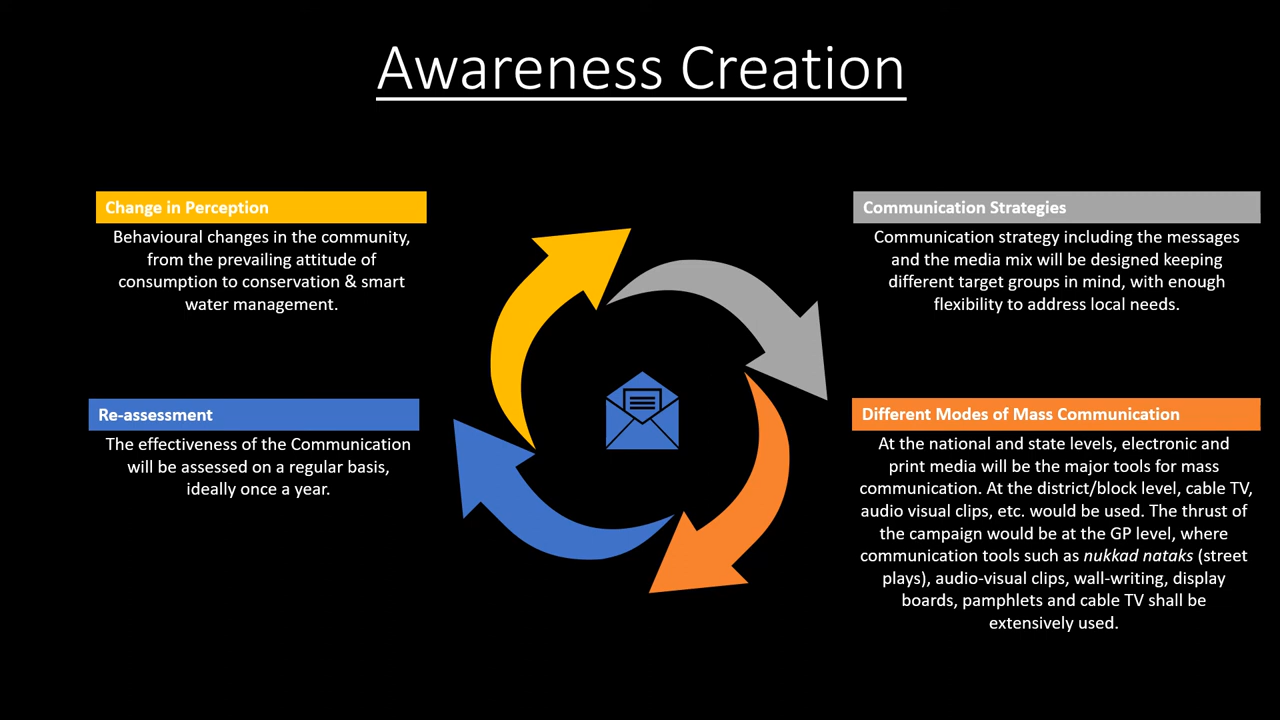 Awareness Creation
Change in Perception
Behavioural changes in the community,
from the prevailing attitude of
consumption to conservation & smart
water management.
Communication Strategies
Communication strategy including the messages
and the media mix will be designed keeping
different target groups in mind, with enough
flexibility to address local needs.
Re-assessment
The effectiveness of the Communication
will be assessed on a regular basis,
ideally once a year.
Different Modes of Mass Communication
At the national and state levels, electronic and
print media will be the major tools for mass
communication. At the district/block level, cable TV,
audio visual clips, etc. would be used. The thrust of
the campaign would be at the GP level, where
communication tools such as nukkad nataks (street
plays), audio-visual clips, wall-writing, display
boards, pamphlets and cable TV shall be
extensively used.